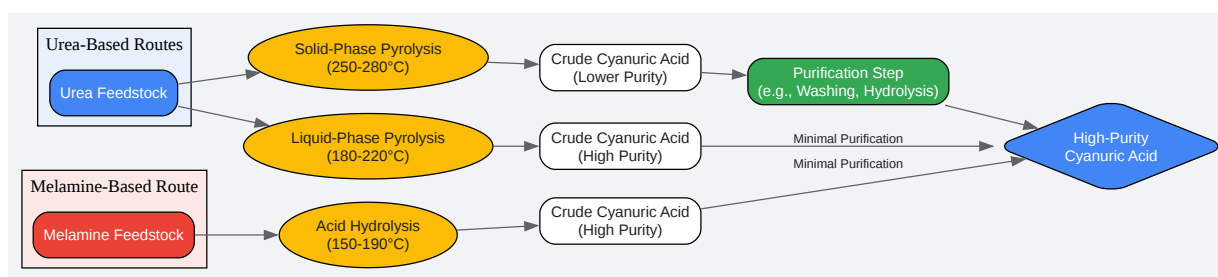 Urea-Based Routes
Urea Feedstock
Solid-Phase Pyrolysis
(250-280°C)
Crude Cyanuric Acid
(Lower Purity)
Purification Step
(e.g., Washing, Hydrolysis)
Liquid-Phase Pyrolysis
(180-220°C)
Crude Cyanuric Acid
(High Purity)
Minimal Purification
High-Purity
Cyanuric Acid
Melamine-Based Route
Melamine Feedstock
Acid Hydrolysis
(150-190°C)
Crude Cyanuric Acid
(High Purity)
Minimal Purification